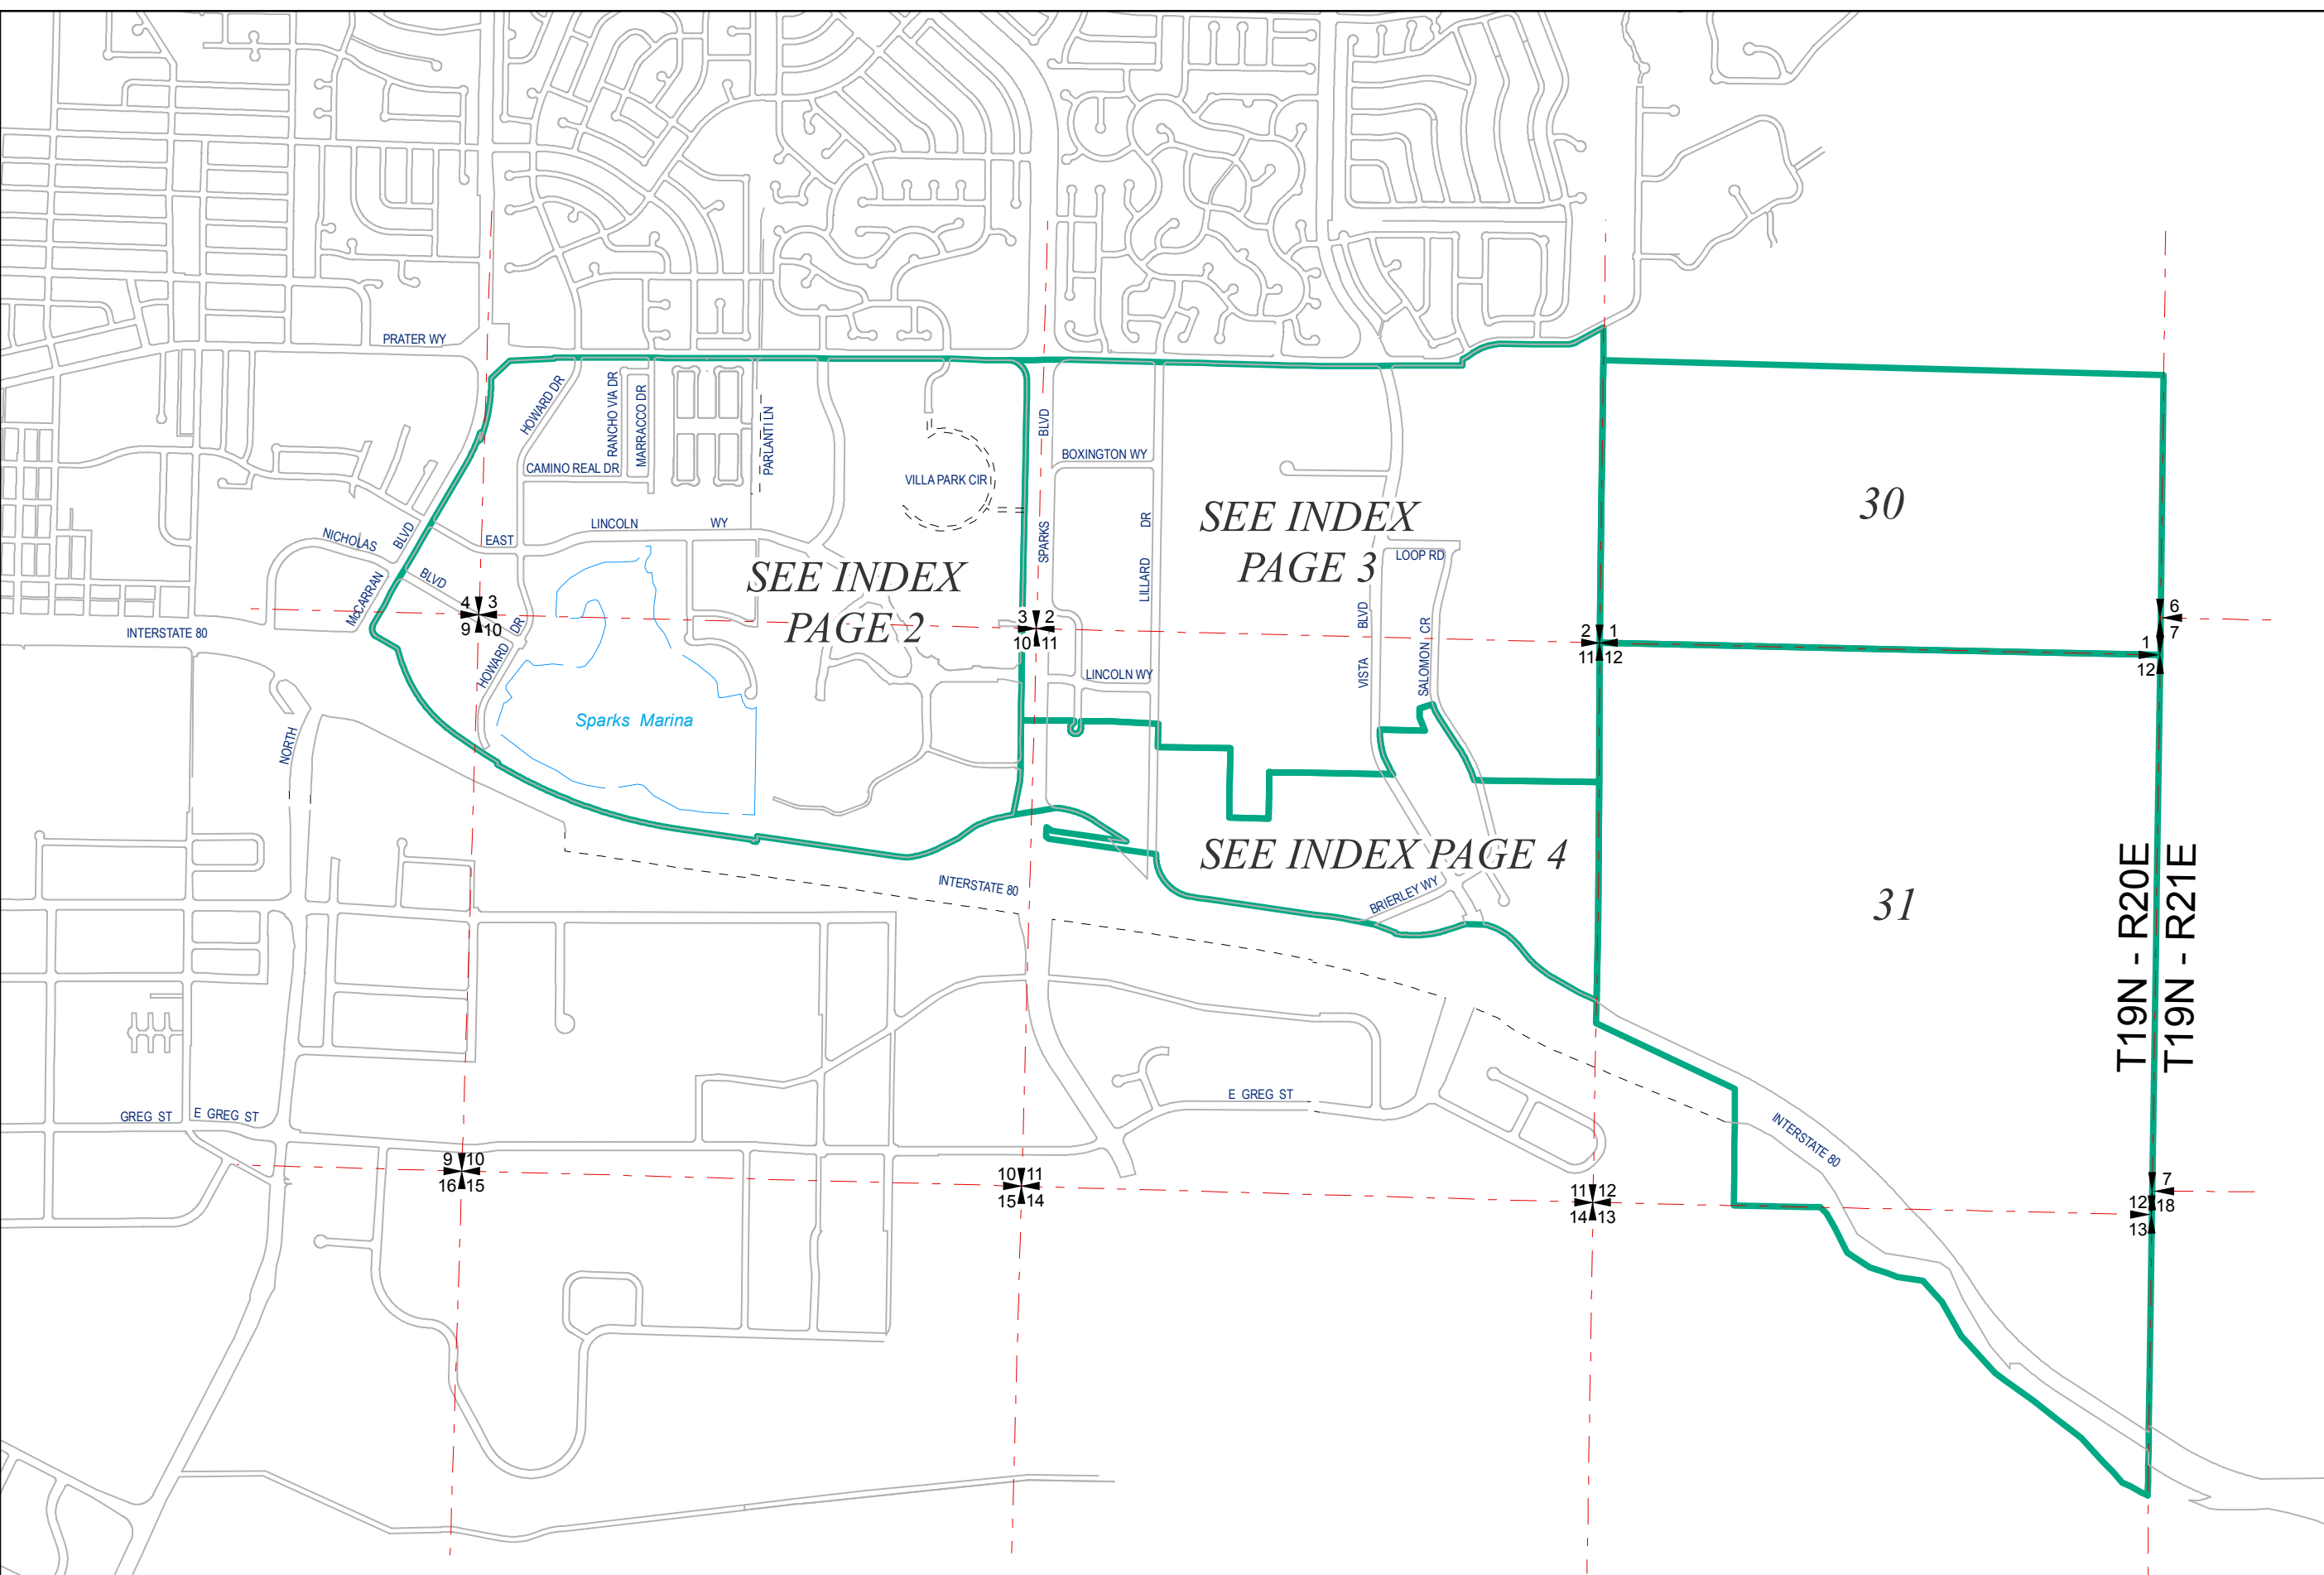 PRATER WY
HOWARD DR
RANCHO VIA DR
MARRACCO DR
PARLANTI LN
CAMINO REAL DR
VILLA PARK CIR
SPARKS BLVD
BOXINGTON WY
LILLARD DR
SEE INDEX
PAGE 3
30
NICHOLAS BLVD
McCARRAN BLVD
EAST LINCOLN WY
SEE INDEX
PAGE 2
LOOP RD
VISTA BLVD
SALOMON CR
INTERSTATE 80
4 3
9 10
3 2
10 11
2 1
11 12
6
7
1
12
HOWARD DR
LINCOLN WY
Sparks Marina
NORTH
SEE INDEX PAGE 4
INTERSTATE 80
BRIERLEY WY
31
T19N - R20E
T19N - R21E
GREG ST
E GREG ST
E GREG ST
INTERSTATE 80
9 10
16 15
10 11
15 14
11 12
14 13
7
18
12
13